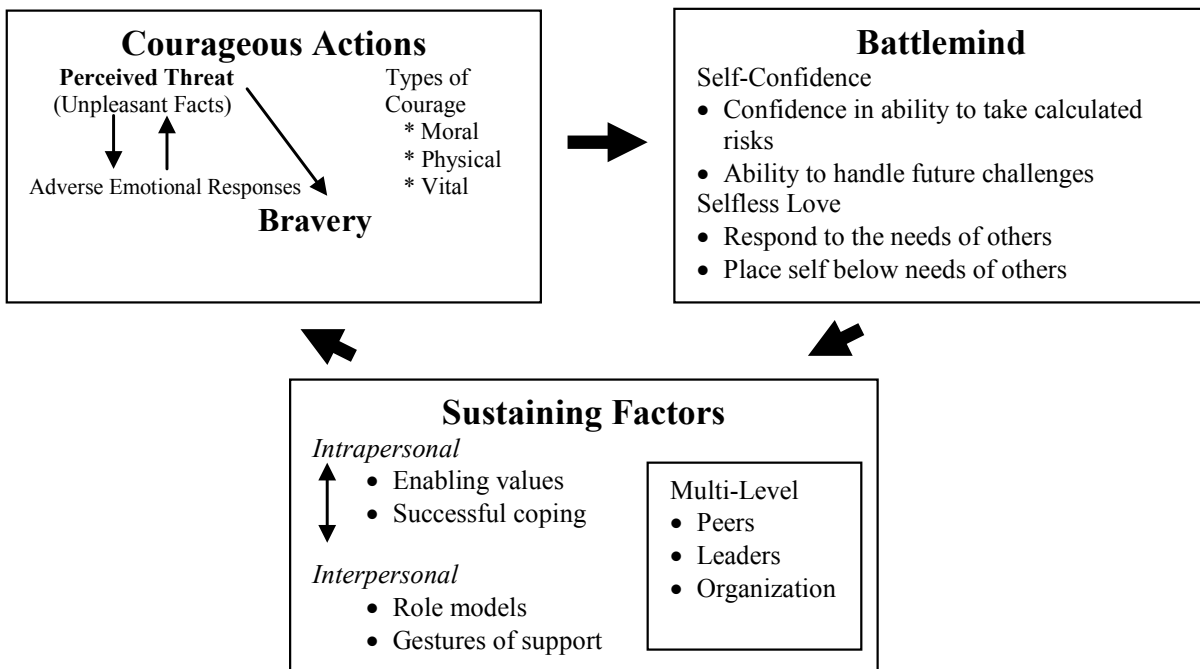 Courageous Actions
Perceived Threat
(Unpleasant Facts)
Adverse Emotional Responses
Bravery
Types of
Courage
* Moral
* Physical
* Vital
Battlemind
Self-Confidence
• Confidence in ability to take calculated
risks
• Ability to handle future challenges
Selfless Love
• Respond to the needs of others
• Place self below needs of others
Sustaining Factors
Intrapersonal
• Enabling values
• Successful coping
Interpersonal
• Role models
• Gestures of support
Multi-Level
• Peers
• Leaders
• Organization